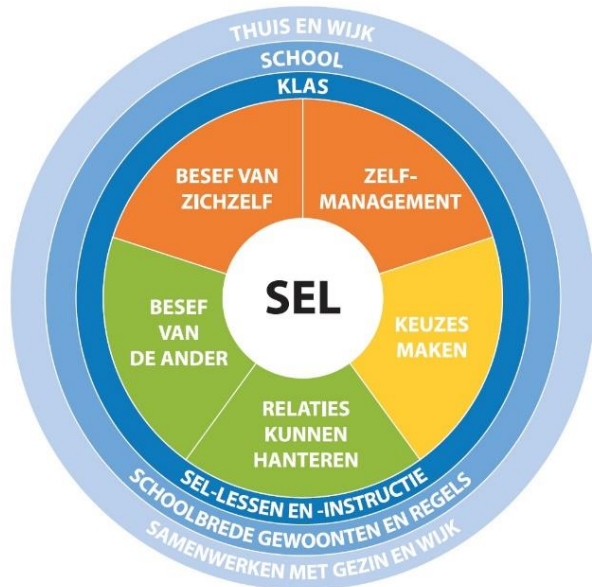 THUIS EN WIJK
SCHOOL
KLAS
BESEF VAN
ZICHZELF
ZELF-
MANAGEMENT
SEL
BESEF
VAN
DE ANDER
KEUZES
MAKEN
RELATIES
KUNNEN
HANTEREN
SEL-LESSEN EN -INSTRUCTIE
SCHOOLBREDE GEWOONTEN EN REGELS
SAMENWERKEN MET GEZIN EN WIJK